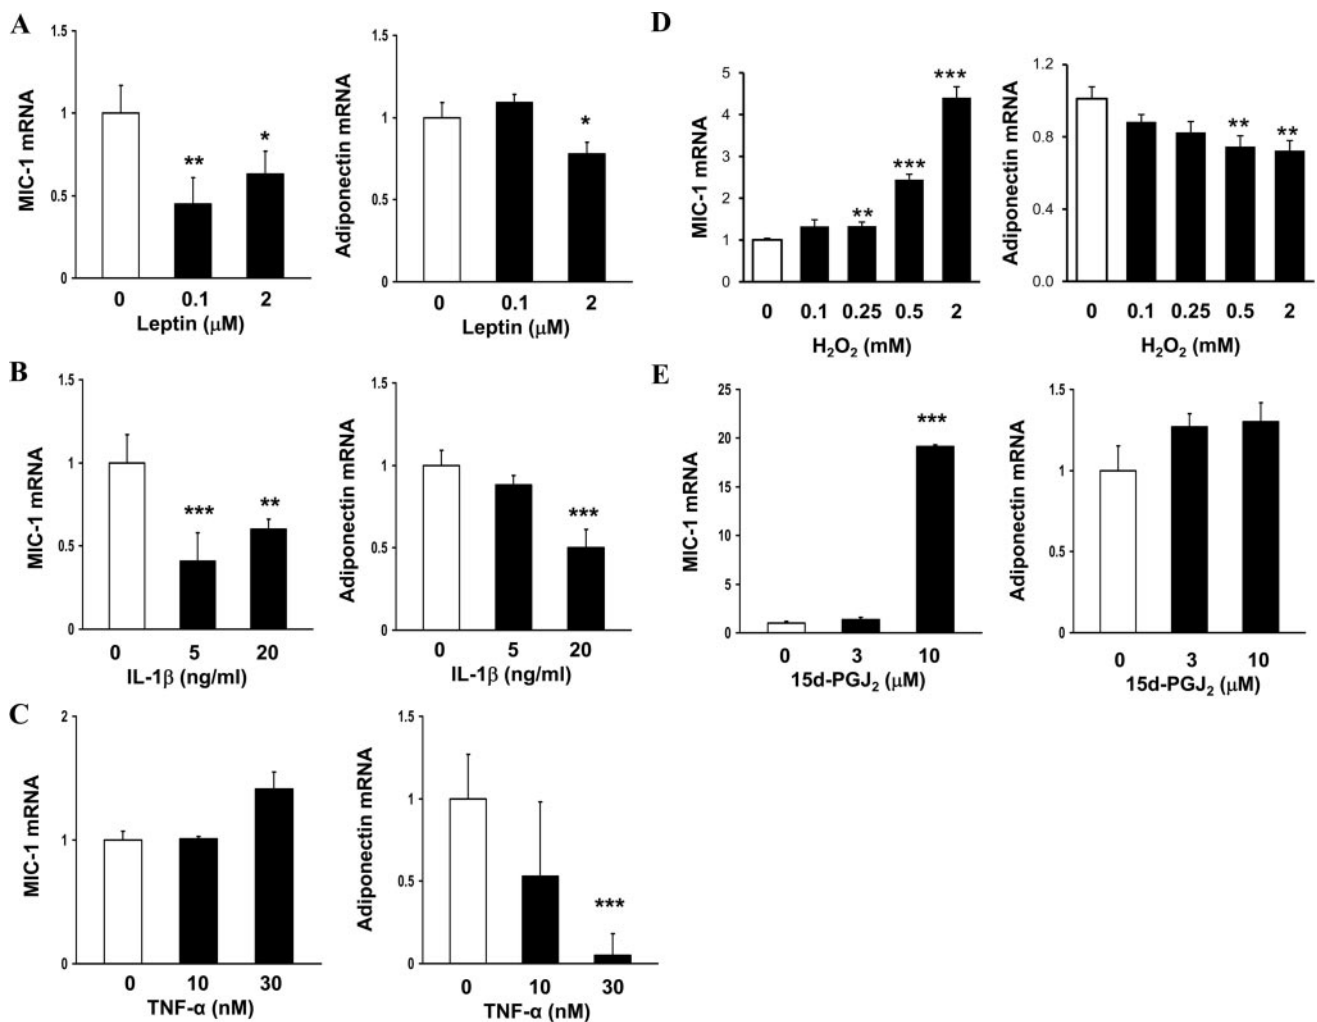 A
MIC-1 mRNA
1.5
1
0.5
0
**
*
0 0.1 2
Leptin (μM)
Adiponectin mRNA
1.5
1
0.5
0
*
0 0.1 2
Leptin (μM)
B
MIC-1 mRNA
1.5
1
0.5
0
***
**
0 5 20
IL-1β (ng/ml)
Adiponectin mRNA
1.5
1
0.5
0
***
0 5 20
IL-1β (ng/ml)
C
MIC-1 mRNA
2
1
0
0 10 30
TNF-α (nM)
Adiponectin mRNA
1.5
1
0.5
0
***
0 10 30
TNF-α (nM)
D
MIC-1 mRNA
5
4
3
2
1
0
**
***
***
0 0.1 0.25 0.5 2
H₂O₂ (mM)
Adiponectin mRNA
1.2
0.8
0.4
0.0
**
**
0 0.1 0.25 0.5 2
H₂O₂ (mM)
E
MIC-1 mRNA
25
20
15
10
5
0
***
0 3 10
15d-PGJ₂ (μM)
Adiponectin mRNA
1.5
1
0.5
0
0 3 10
15d-PGJ₂ (μM)